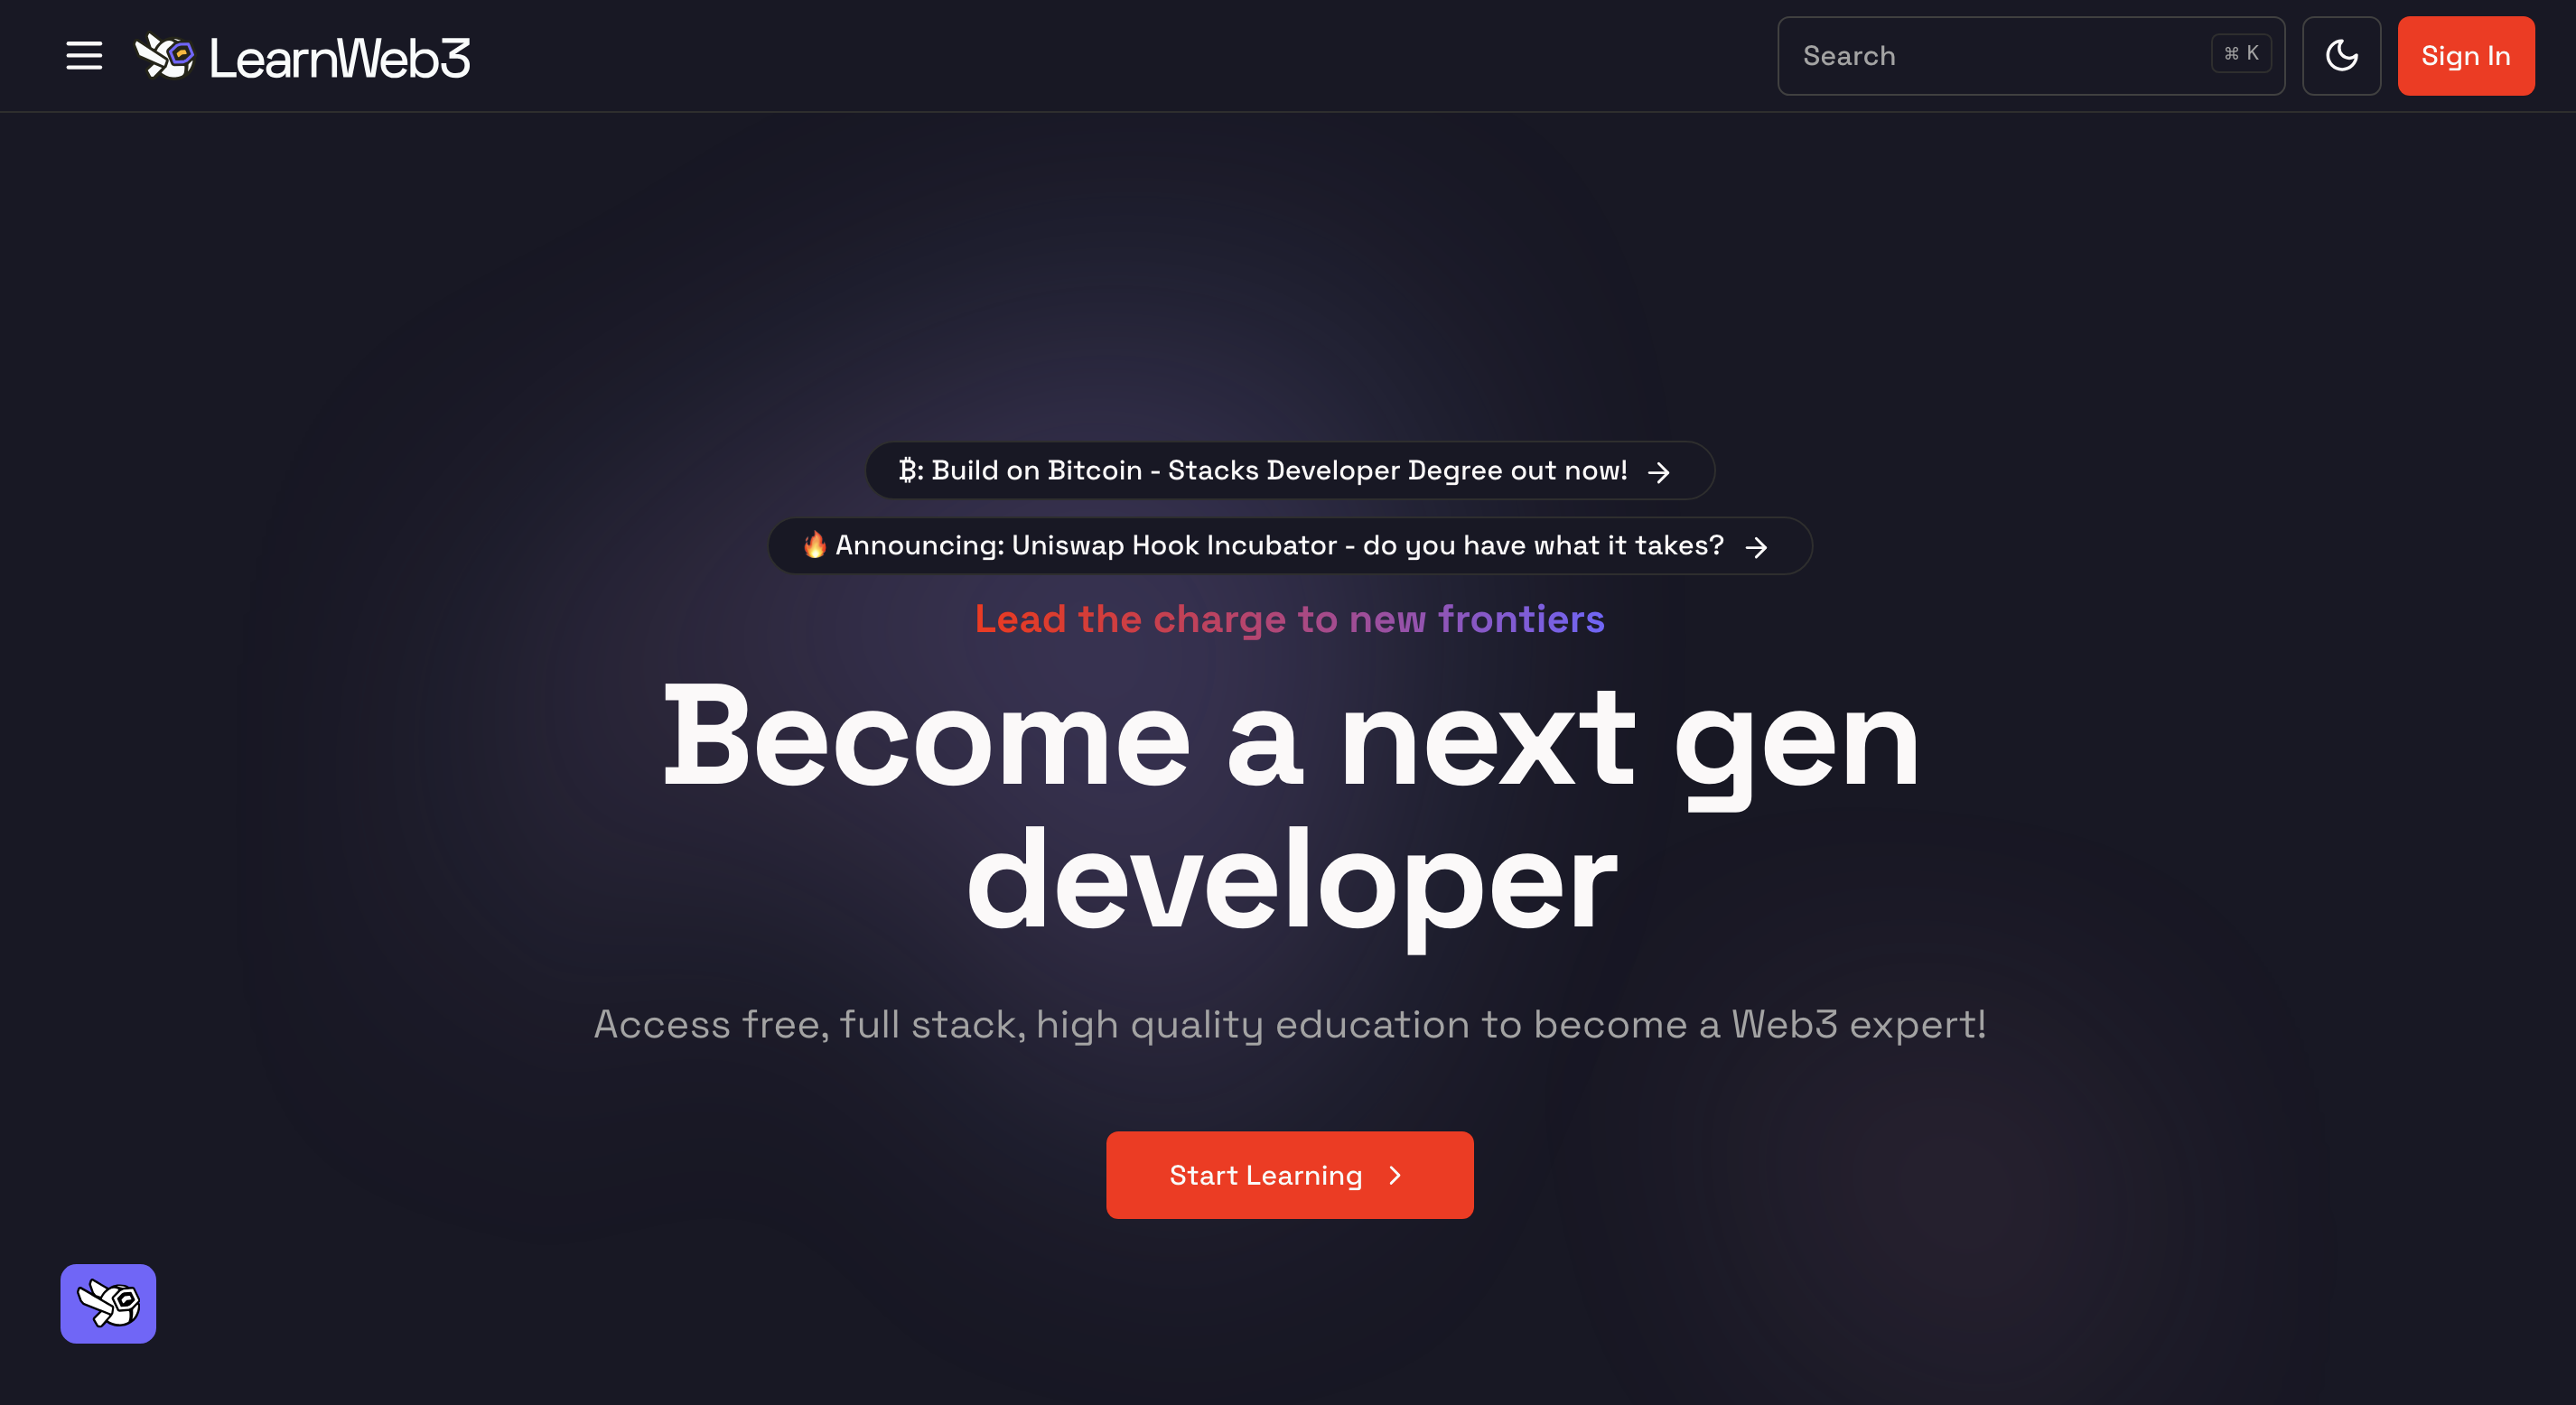 LearnWeb3
Search
⌘ K
Sign In
₿: Build on Bitcoin - Stacks Developer Degree out now! →
🔥 Announcing: Uniswap Hook Incubator - do you have what it takes? →
Lead the charge to new frontiers
Become a next gen
developer
Access free, full stack, high quality education to become a Web3 expert!
Start Learning